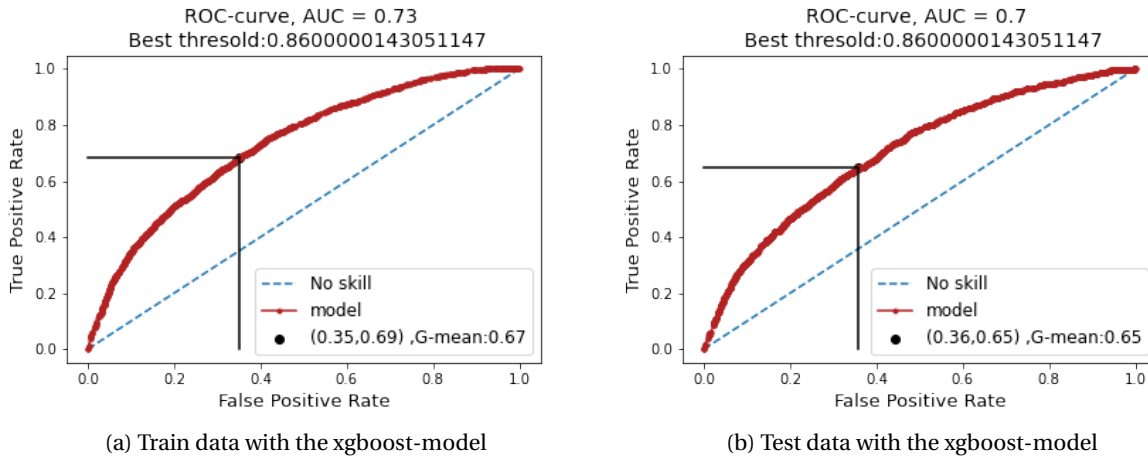 ROC-curve, AUC = 0.73
Best thresold:0.8600000143051147
1.0
0.8
0.6
0.4
0.2
0.0
True Positive Rate
No skill
model
(0.35,0.69) ,G-mean:0.67
0.0 0.2 0.4 0.6 0.8 1.0
False Positive Rate
(a) Train data with the xgboost-model
ROC-curve, AUC = 0.7
Best thresold:0.8600000143051147
1.0
0.8
0.6
0.4
0.2
0.0
True Positive Rate
No skill
model
(0.36,0.65) ,G-mean:0.65
0.0 0.2 0.4 0.6 0.8 1.0
False Positive Rate
(b) Test data with the xgboost-model